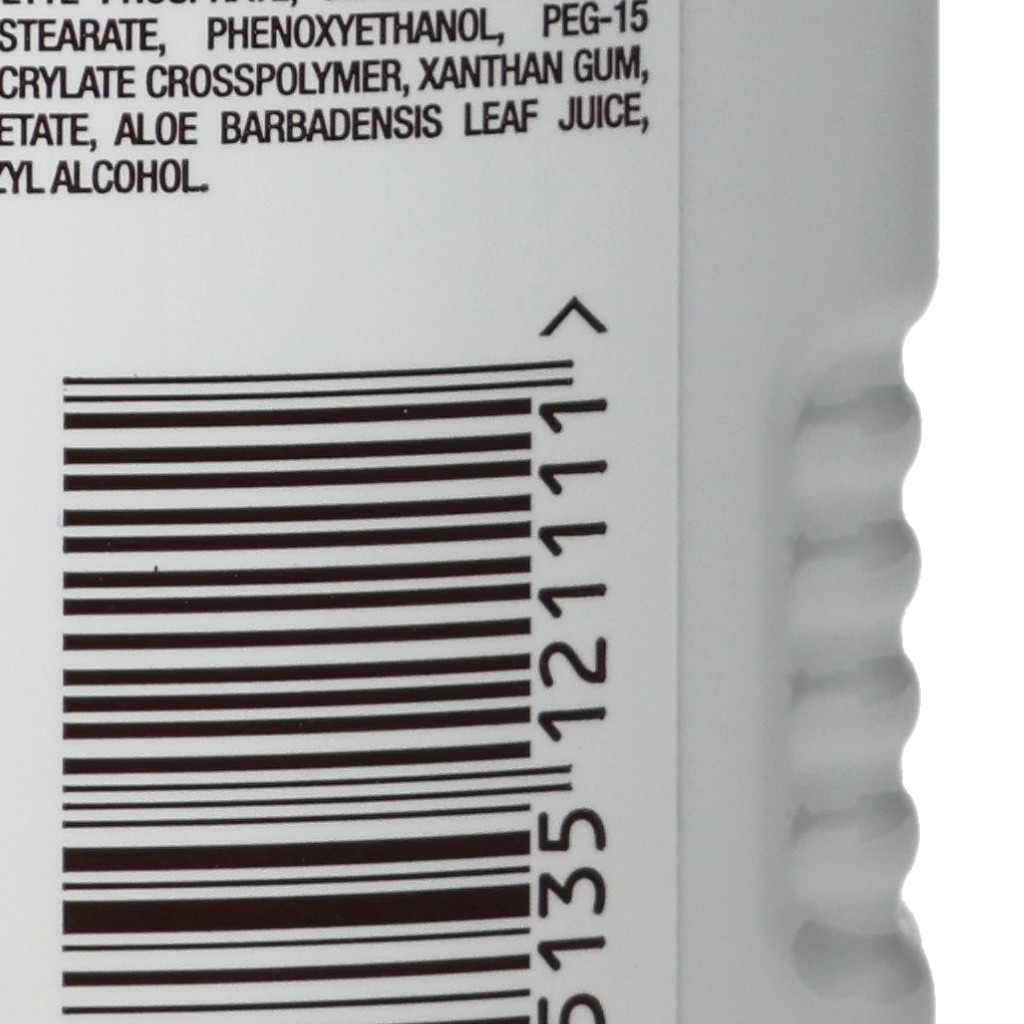 STEARATE, PHENOXYETHANOL, PEG-15
CRYLATE CROSSPOLYMER, XANTHAN GUM,
ETATE, ALOE BARBADENSIS LEAF JUICE,
ZYL ALCOHOL.
135 121111 >